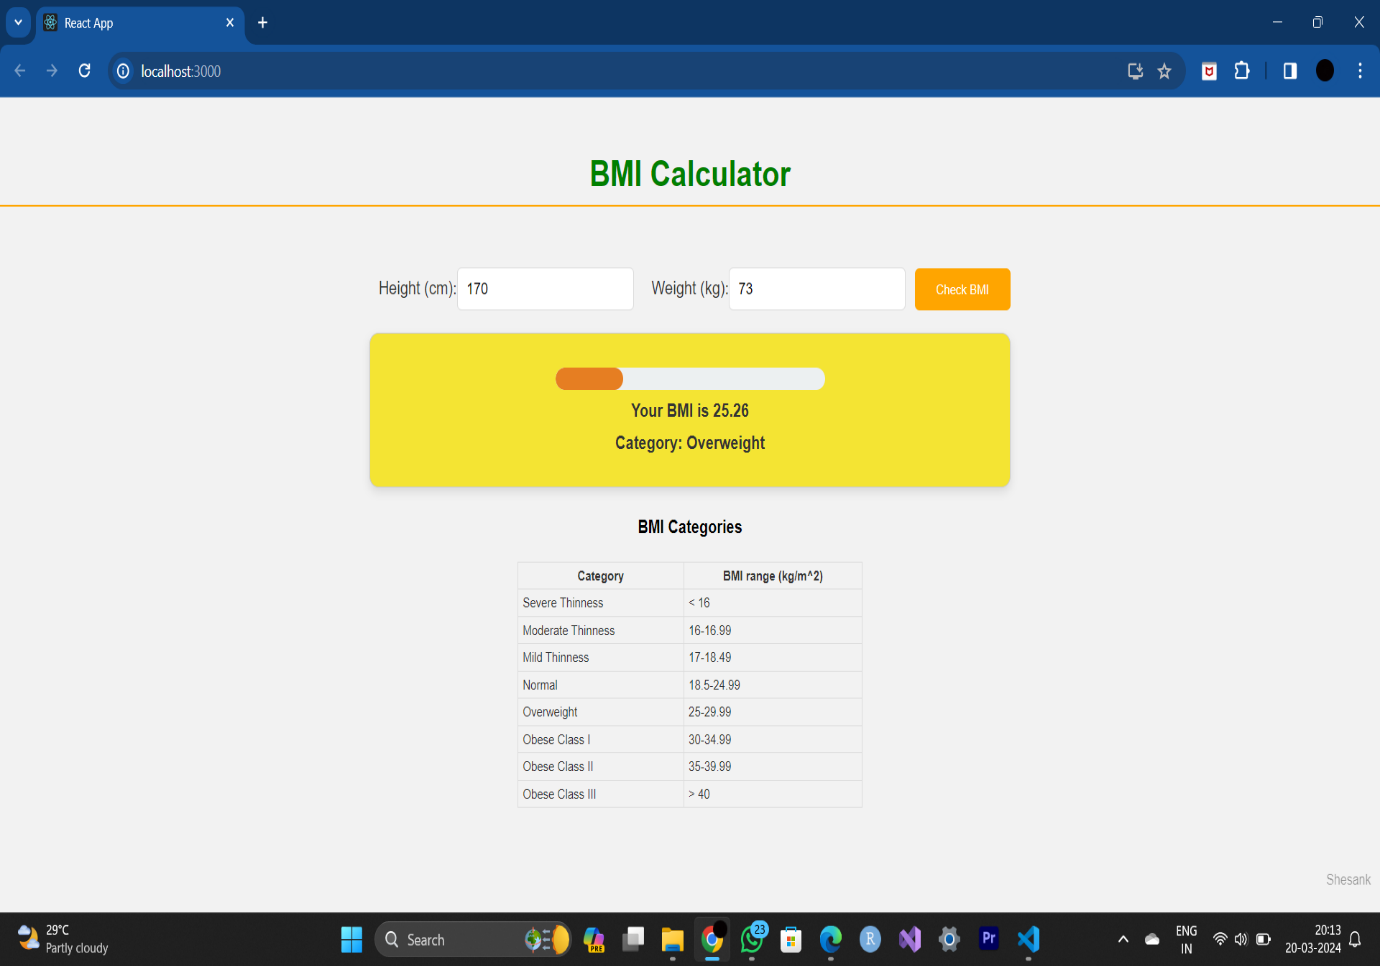 React App
localhost:3000
BMI Calculator
Height (cm): 170 Weight (kg): 73 Check BMI
Your BMI is 25.26
Category: Overweight
BMI Categories
Category BMI range (kg/m^2)
Severe Thinness < 16
Moderate Thinness 16-16.99
Mild Thinness 17-18.49
Normal 18.5-24.99
Overweight 25-29.99
Obese Class I 30-34.99
Obese Class II 35-39.99
Obese Class III > 40
Shesank
29°C
Partly cloudy
Search
PRE
23
R
Pr
ENG
IN
20:13
20-03-2024